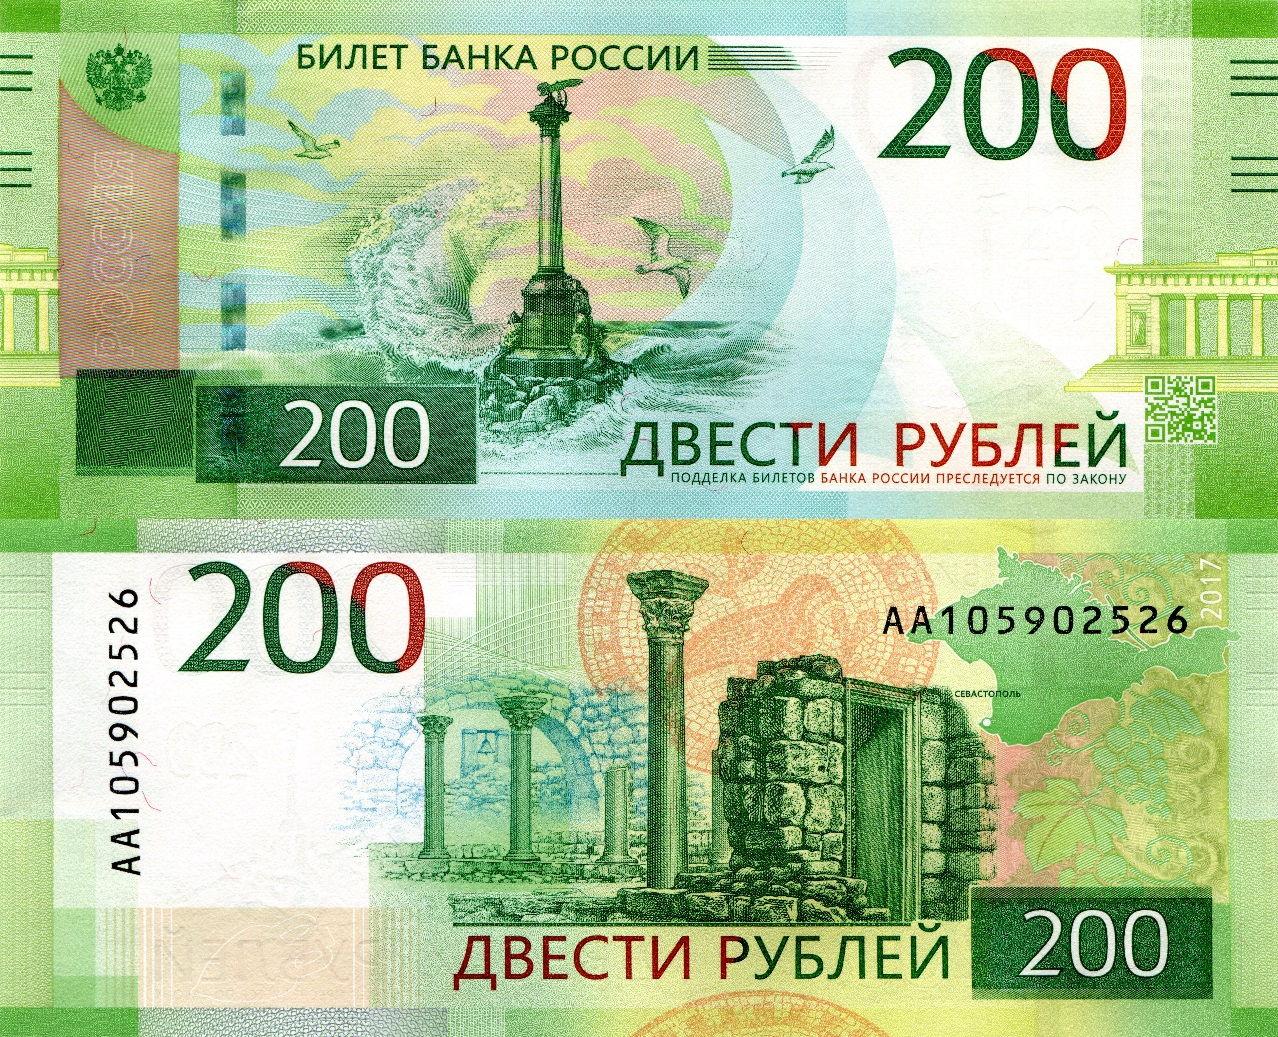 БИЛЕТ БАНКА РОССИИ
200
РОССИЯ
200
ДВЕСТИ РУБЛЕЙ
ПОДДЕЛКА БИЛЕТОВ БАНКА РОССИИ ПРЕСЛЕДУЕТСЯ ПО ЗАКОНУ
200
АА105902526
АА105902526
2017
СЕВАСТОПОЛЬ
ДВЕСТИ РУБЛЕЙ
200